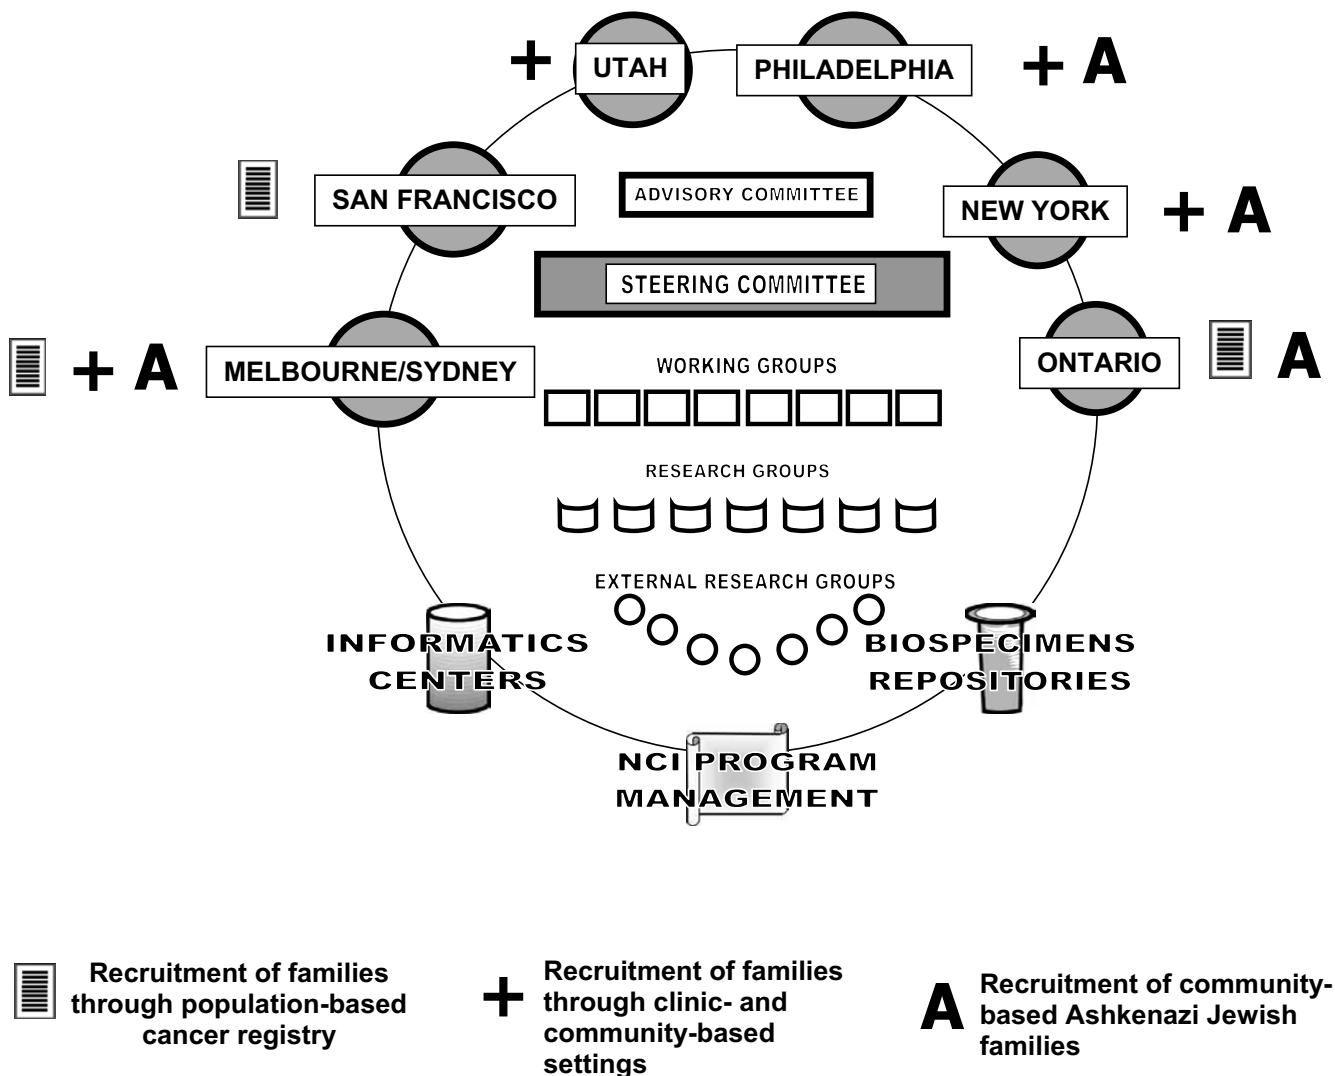 + UTAH
PHILADELPHIA + A
SAN FRANCISCO
ADVISORY COMMITTEE
NEW YORK + A
STEERING COMMITTEE
+ A MELBOURNE/SYDNEY
WORKING GROUPS
ONTARIO A
RESEARCH GROUPS
EXTERNAL RESEARCH GROUPS
INFORMATICS
CENTERS
BIOSPECIMENS
REPOSITORIES
NCI PROGRAM
MANAGEMENT
Recruitment of families
through population-based
cancer registry
+
Recruitment of families
through clinic- and
community-based
settings
A
Recruitment of community-
based Ashkenazi Jewish
families